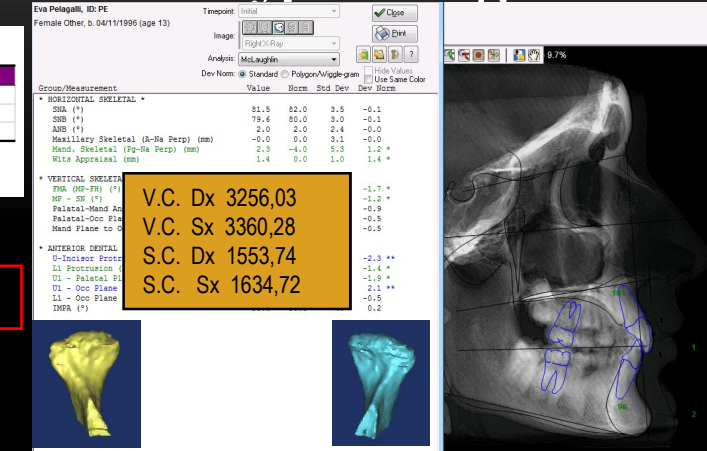 Eva Pelagalli, ID: PE
Female Other, b. 04/11/1996 (age 13)
Timepoint: Initial
Image:
Right X-Ray
Analysis: McLaughlin
Dev Norm: Standard Polygon/Wiggle-gram
Hide Values
Use Same Color
Close
Print
?
9.7%
Group/Measurement Value Norm Std Dev Dev Norm
* HORIZONTAL SKELETAL *
SNA (°) 81.5 82.0 3.5 -0.1
SNB (°) 79.6 80.0 3.0 -0.1
ANB (°) 2.0 2.0 2.4 -0.0
Maxillary Skeletal (A-Na Perp) (mm) -0.0 0.0 3.1 -0.0
Mand. Skeletal (Pg-Na Perp) (mm) 2.3 -4.0 5.3 1.2 *
Wits Appraisal (mm) 1.4 0.0 1.0 1.4 *
* VERTICAL SKELETA
FMA (MP-FH) (°) -1.7 *
MP - SN (°) -1.2 *
Palatal-Mand An -0.9
Palatal-Occ Pla -0.5
Mand Plane to O -0.5
* ANTERIOR DENTAL
U-Incisor Protr -2.3 **
L1 Protrusion ( -1.4 *
U1 - Palatal Pl -1.9 *
U1 - Occ Plane 2.1 **
L1 - Occ Plane -0.5
IMPA (°) 0.2
V.C. Dx 3256,03
V.C. Sx 3360,28
S.C. Dx 1553,74
S.C. Sx 1634,72
1
1
1
96
2